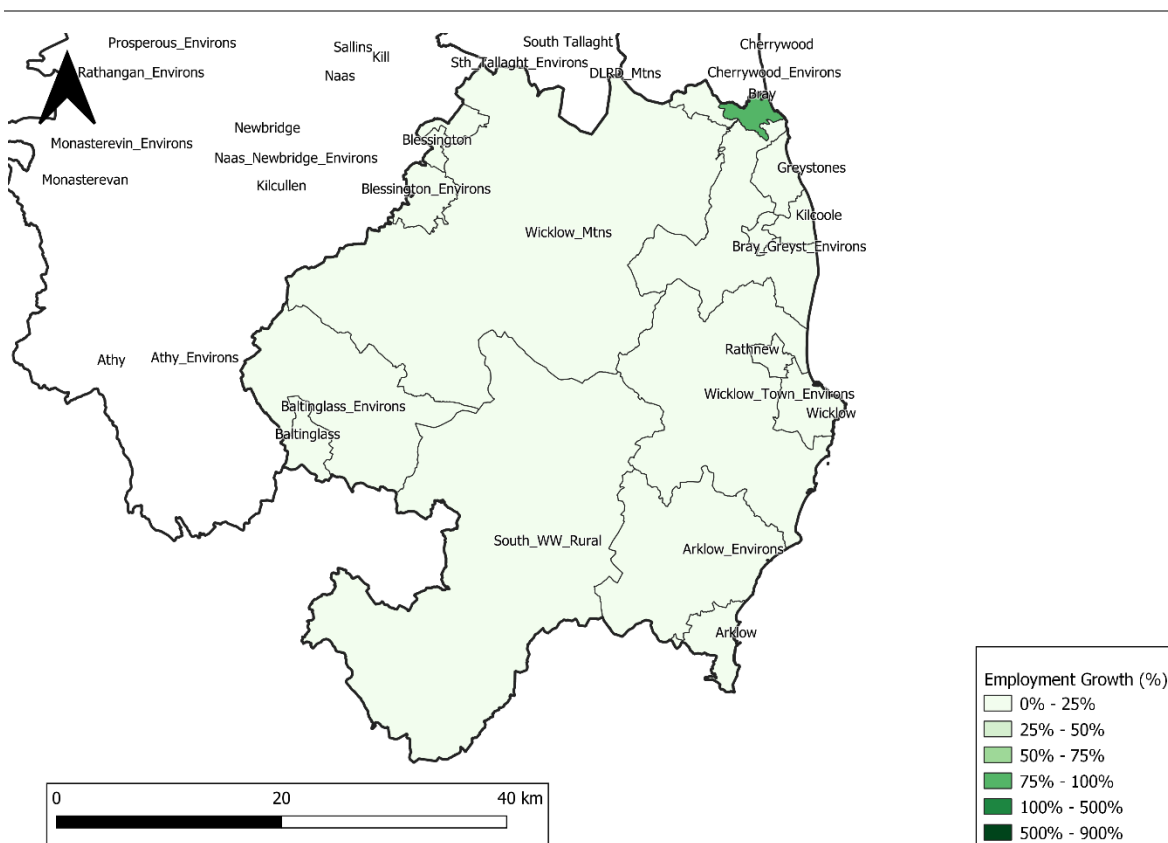 Prosperous_Environs
Sallins
Kill
South Tallaght
Cherrywood
Rathangan_Environs
Naas
Sth_Tallaght_Environs
DLRD_Mtns
Cherrywood_Environs
Bray
Newbridge
Monasterevin_Environs
Blessington
Naas_Newbridge_Environs
Greystones
Monasterevan
Kilcullen
Blessington_Environs
Kilcoole
Wicklow_Mtns
Bray_Greyst_Environs
Rathnew
Athy
Athy_Environs
Wicklow_Town_Environs
Baltinglass_Environs
Wicklow
Baltinglass
South_WW_Rural
Arklow_Environs
Arklow
Employment Growth (%)
0% - 25%
25% - 50%
50% - 75%
75% - 100%
100% - 500%
500% - 900%
0 20 40 km